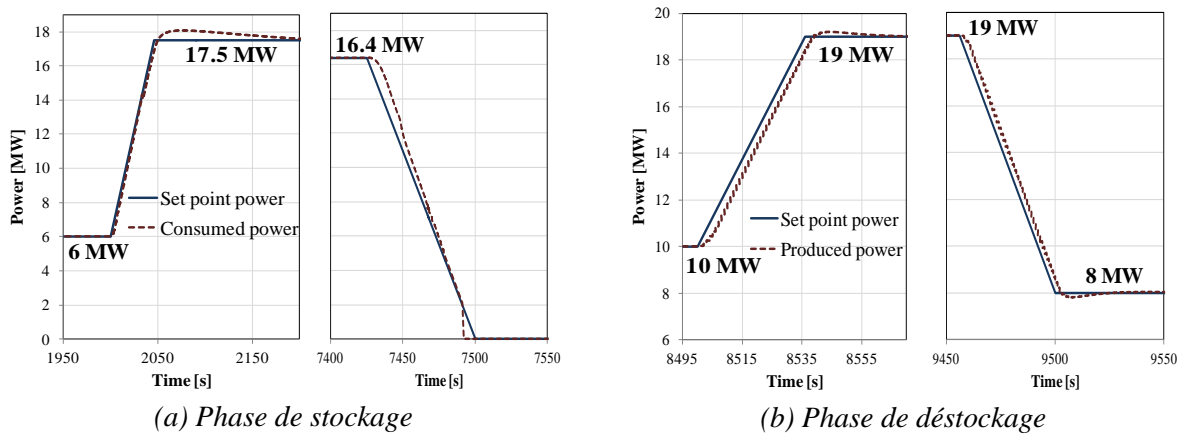 Power [MW]
18
16
14
12
10
8
6
4
2
0
17.5 MW
6 MW
Set point power
Consumed power
1950
2050
2150
Time [s]
16.4 MW
7400
7450
7500
7550
Time [s]
(a) Phase de stockage
Power [MW]
20
18
16
14
12
10
8
6
19 MW
10 MW
Set point power
Produced power
8495
8515
8535
8555
Time [s]
19 MW
8 MW
9450
9500
9550
Time [s]
(b) Phase de déstockage